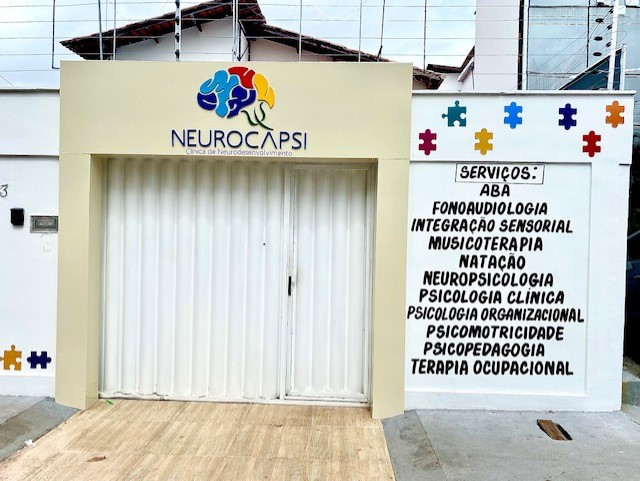 NEUROCAPSI
Clínica de Neurodesenvolvimento
3
SERVIÇOS:
ABA
FONOAUDIOLOGIA
INTEGRAÇÃO SENSORIAL
MUSICOTERAPIA
NATAÇÃO
NEUROPSICOLOGIA
PSICOLOGIA CLÍNICA
PSICOLOGIA ORGANIZACIONAL
PSICOMOTRICIDADE
PSICOPEDAGOGIA
TERAPIA OCUPACIONAL